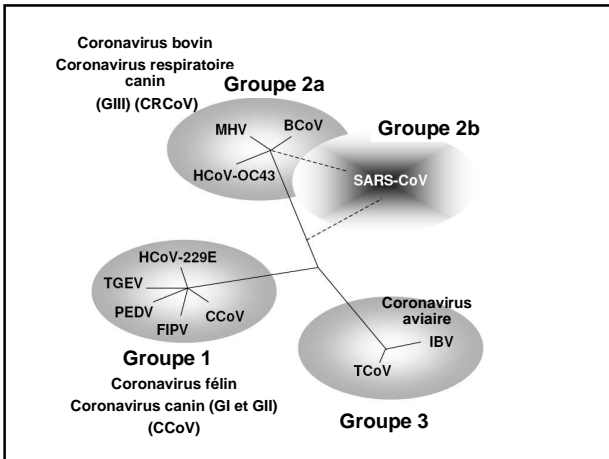 Coronavirus bovin
Coronavirus respiratoire
canin
(GIII) (CRCoV)
Groupe 2a
MHV
BCoV
HCoV-OC43
Groupe 2b
SARS-CoV
HCoV-229E
TGEV
PEDV
FIPV
CCoV
Groupe 1
Coronavirus félin
Coronavirus canin (GI et GII)
(CCoV)
Coronavirus
aviaire
IBV
TCoV
Groupe 3